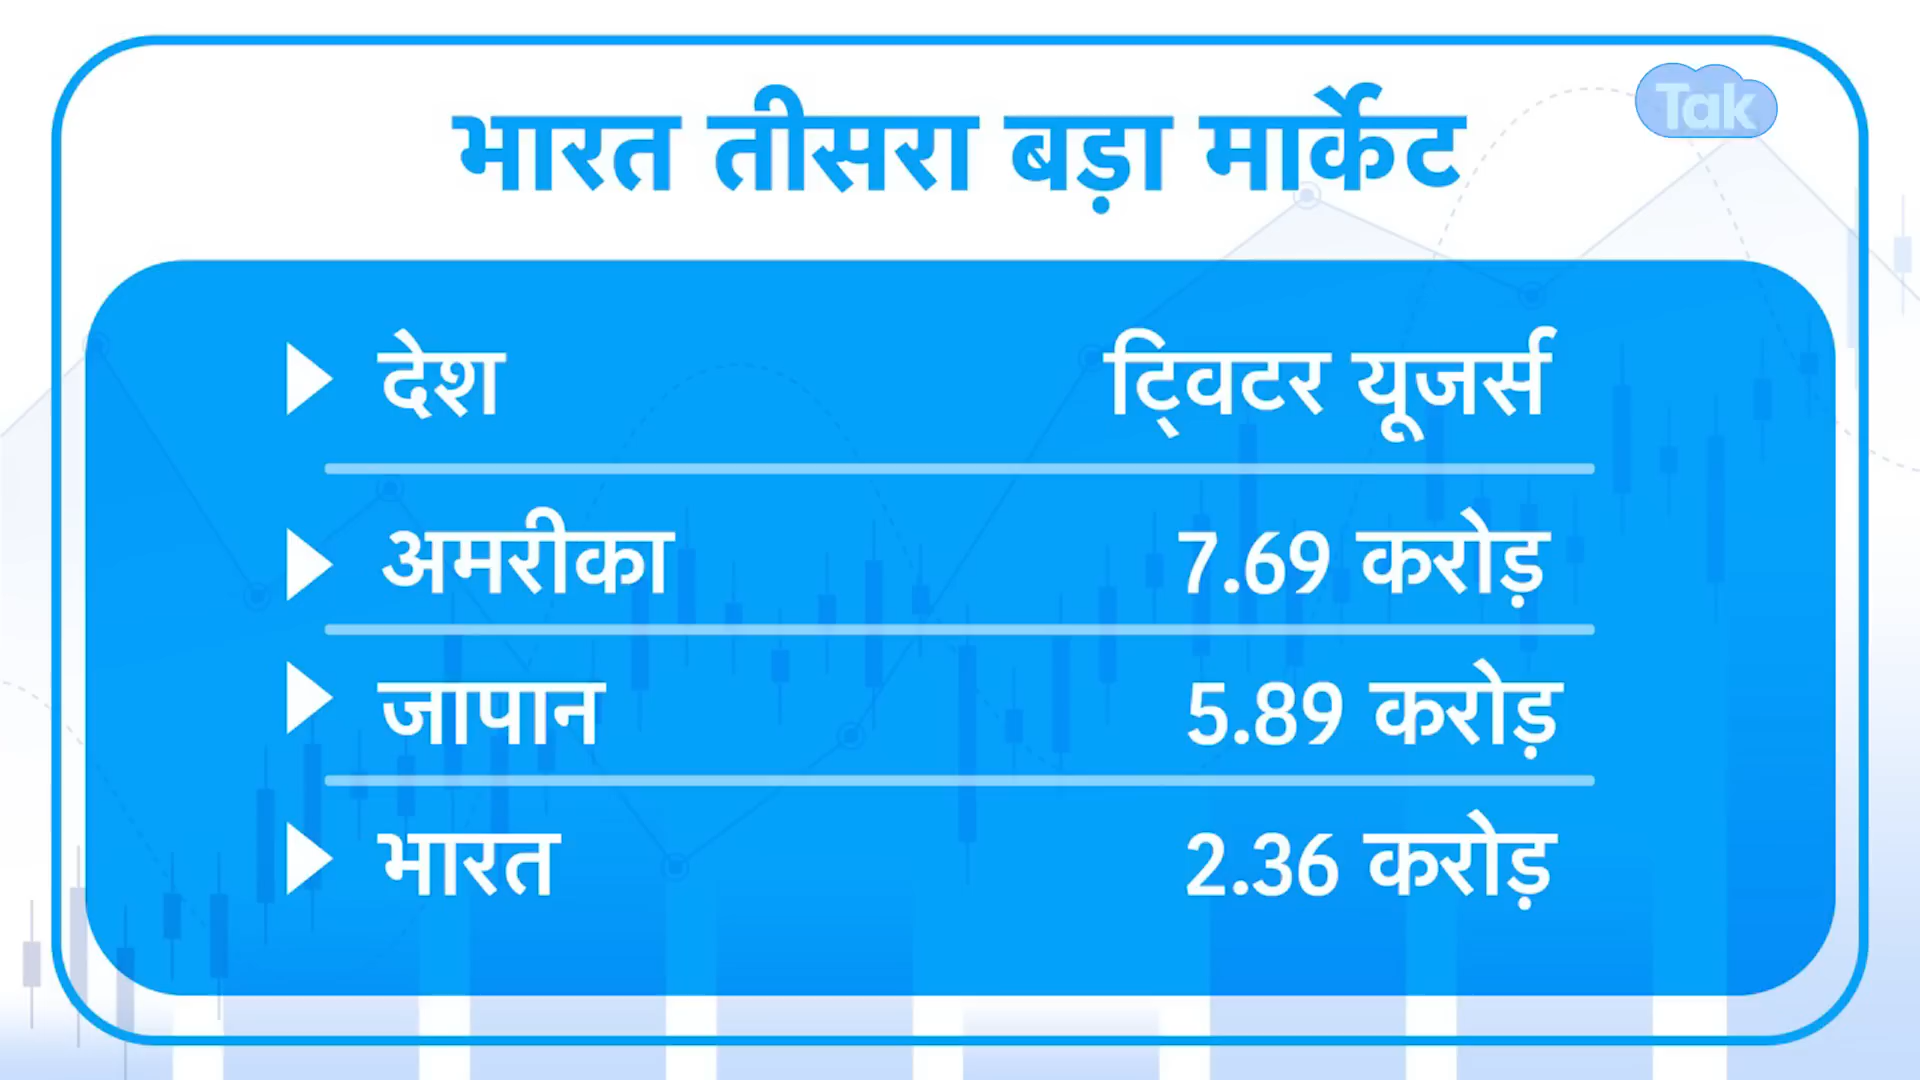 भारत तीसरा बड़ा मार्केट
Tak
देश ट्विटर यूजर्स
अमरीका 7.69 करोड़
जापान 5.89 करोड़
भारत 2.36 करोड़